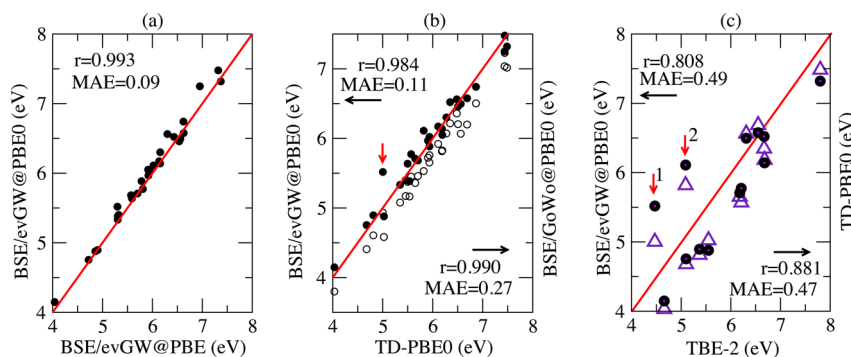 (a)
r=0.993
MAE=0.09
8
7
6
5
4
BSE/evGW@PBE0 (eV)
4 5 6 7 8
BSE/evGW@PBE (eV)
(b)
r=0.984
MAE=0.11
8
7
6
5
4
BSE/evGW@PBE0 (eV)
BSE/GoWo@PBE0 (eV)
r=0.990
MAE=0.27
4 5 6 7 8
TD-PBE0 (eV)
(c)
r=0.808
MAE=0.49
1
2
8
7
6
5
4
BSE/evGW@PBE0 (eV)
TD-PBE0 (eV)
r=0.881
MAE=0.47
4 5 6 7 8
TBE-2 (eV)